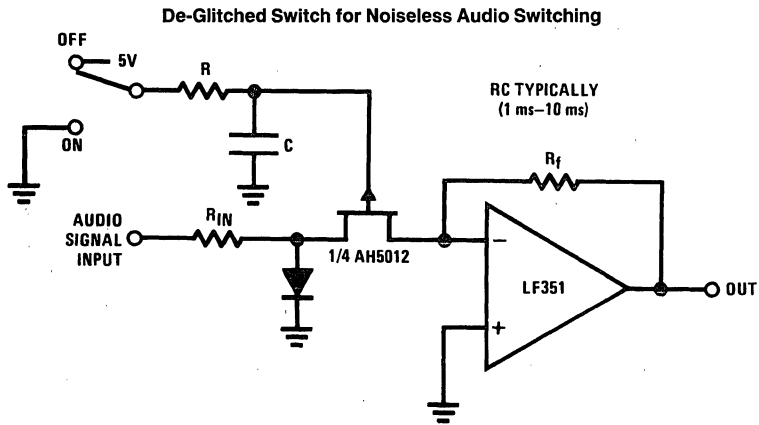 De-Glitched Switch for Noiseless Audio Switching
OFF
5V
R
RC TYPICALLY
(1 ms–10 ms)
ON
C
Rf
AUDIO
SIGNAL
INPUT
RIN
1/4 AH5012
−
LF351
OUT
+